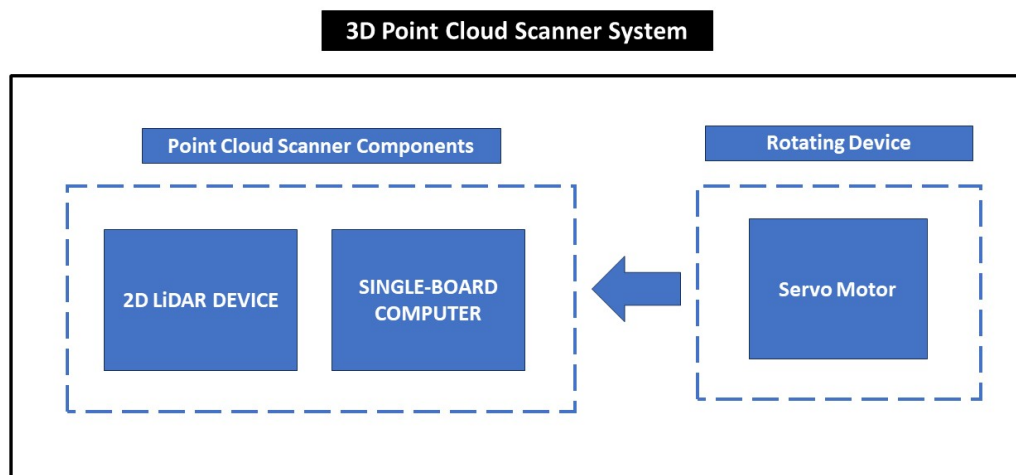 3D Point Cloud Scanner System
Point Cloud Scanner Components
Rotating Device
2D LiDAR DEVICE
SINGLE-BOARD
COMPUTER
Servo Motor